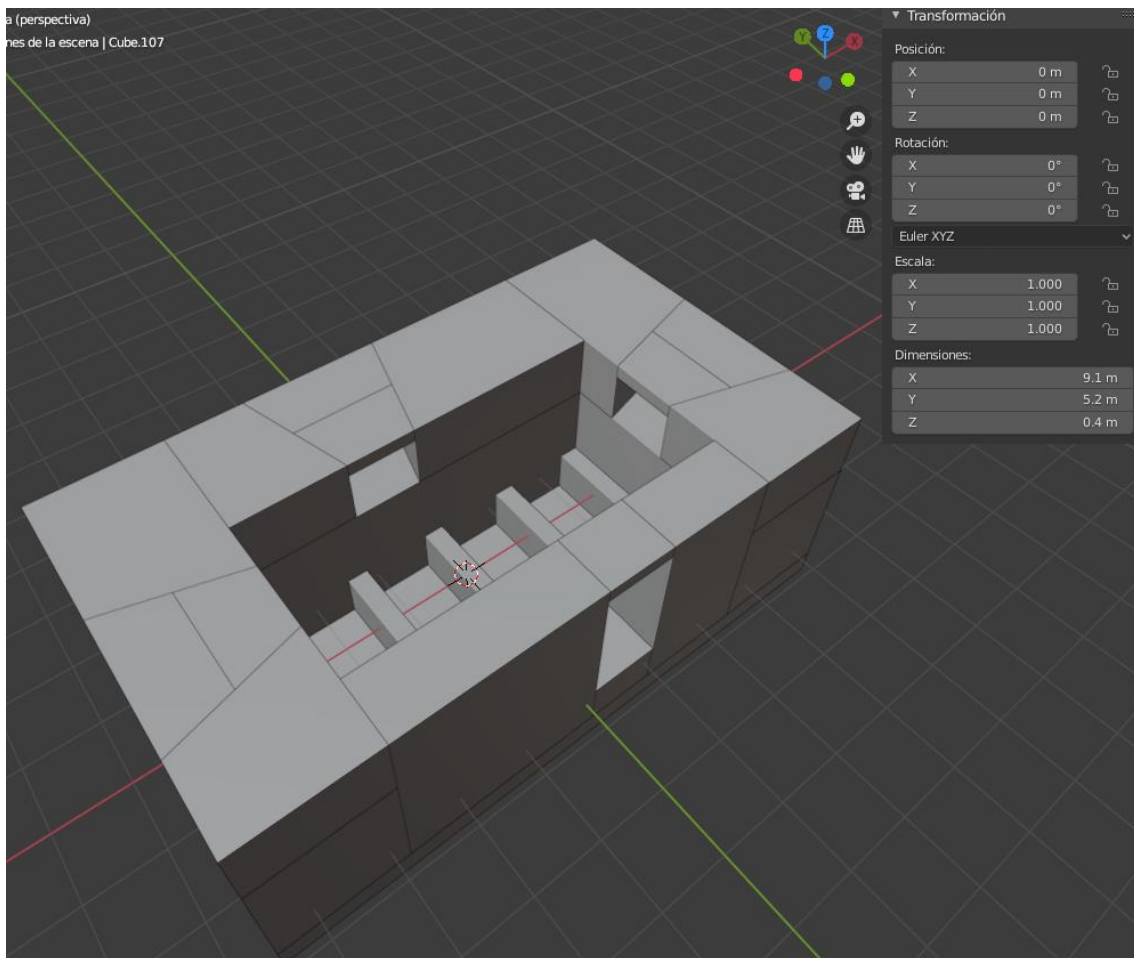 a (perspectiva)
nes de la escena | Cube.107
Y Z X
Transformación
Posición:
X 0 m
Y 0 m
Z 0 m
Rotación:
X 0°
Y 0°
Z 0°
Euler XYZ
Escala:
X 1.000
Y 1.000
Z 1.000
Dimensiones:
X 9.1 m
Y 5.2 m
Z 0.4 m